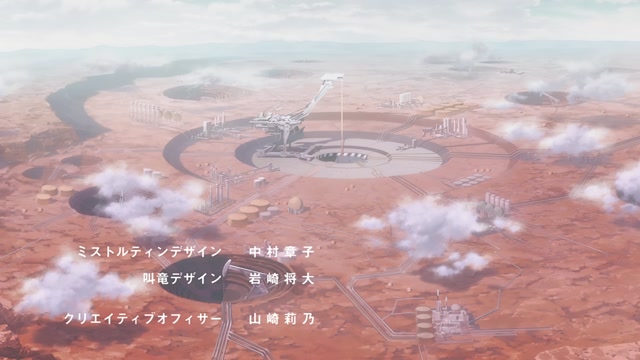 ミストルティンデザイン 中村章子
叫竜デザイン 岩崎将大
クリエイティブオフィサー 山崎莉乃